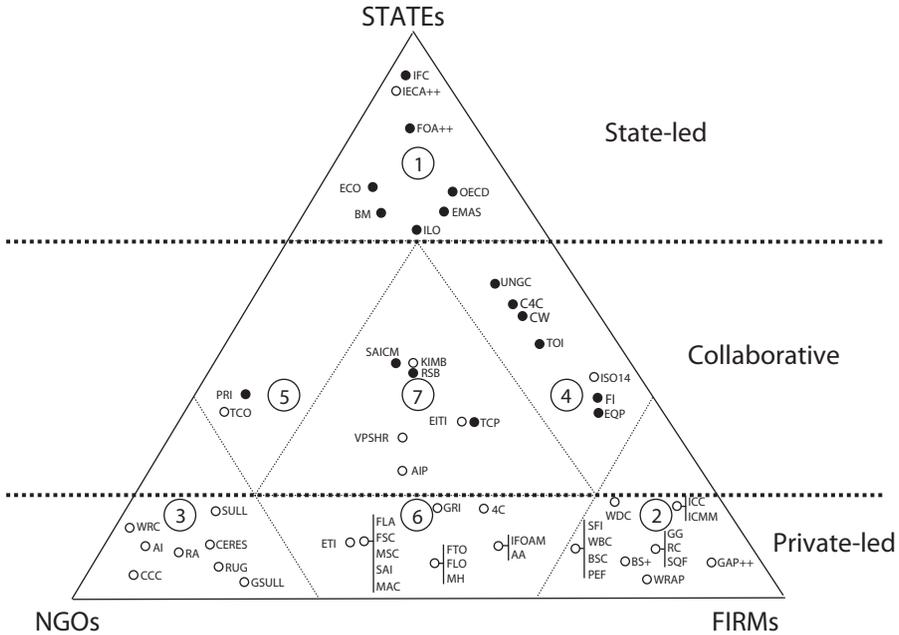 STATEs
IFC
IECA++
FOA++
State-led
1
ECO
OECD
BM
EMAS
ILO
UNGC
C4C
CW
TOI
SAICM
KIMB
RSB
Collaborative
ISO14
PRI
5
7
4
FI
TCO
EQP
EITI
TCP
VPSHR
AIP
3
SULL
6
GRI
4C
WDC
2
ICC
ICMM
WRC
AI
RA
CERES
RUG
CCC
GSULL
ETI
FLA
FSC
MSC
SAI
MAC
FTO
FLO
MH
IFOAM
AA
SFI
WBC
BSC
PEF
GG
RC
SQF
BS+
WRAP
GAP++
Private-led
NGOs
FIRMs